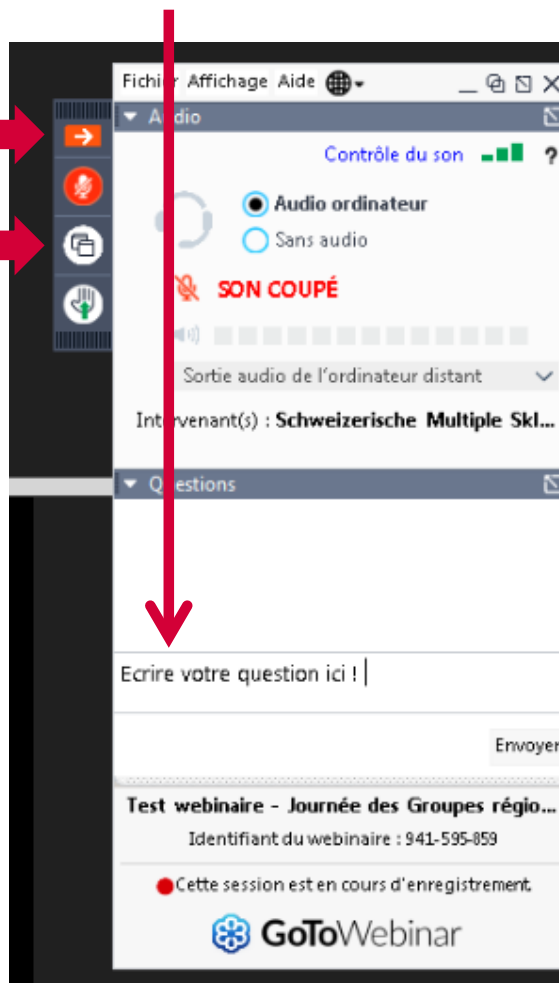 Fichier Affichage Aide
Audio
Contrôle du son ?
Audio ordinateur
Sans audio
SON COUPÉ
Sortie audio de l'ordinateur distant
Intervenant(s) : Schweizerische Multiple Skl...
Questions
Ecrire votre question ici !
Envoyer
Test webinaire - Journée des Groupes régio...
Identifiant du webinaire : 941-595-859
Cette session est en cours d'enregistrement.
GoToWebinar